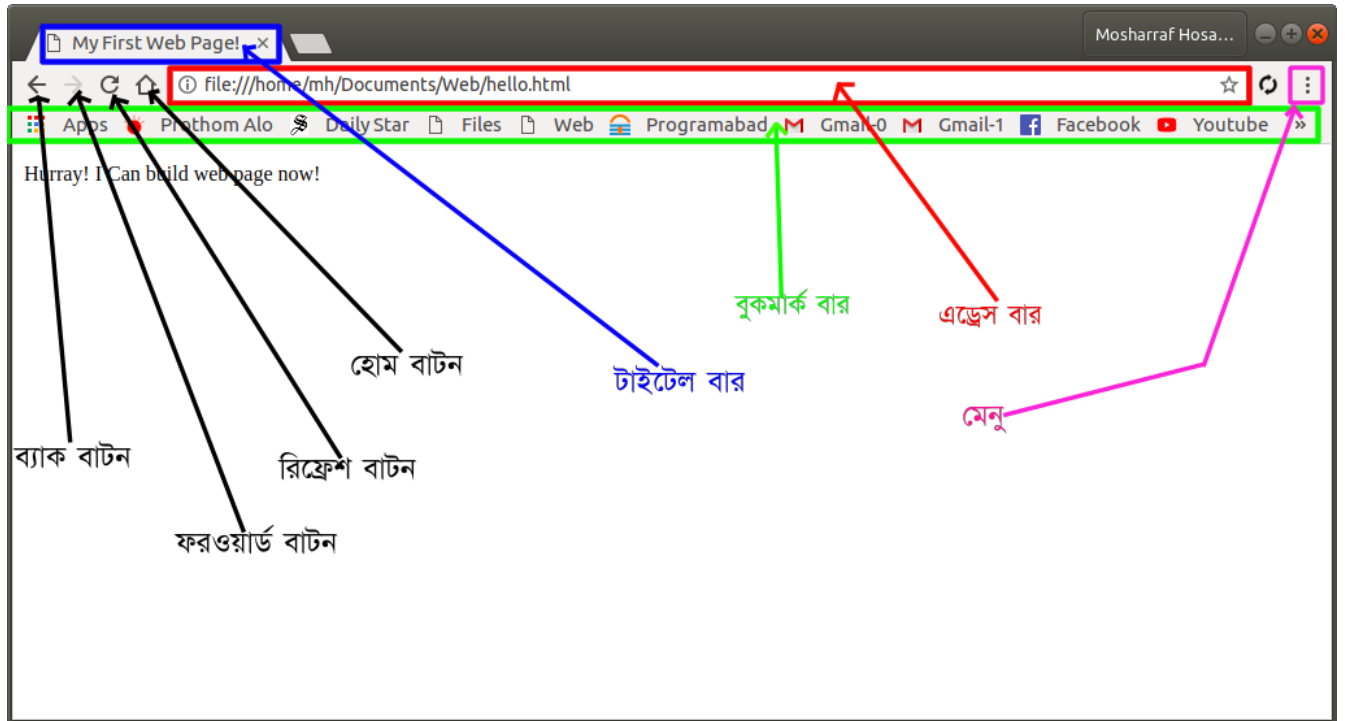 My First Web Page!
Mosharraf Hosa...
file:///home/mh/Documents/Web/hello.html
Apps Prothom Alo Daily Star Files Web Programabad Gmail-0 Gmail-1 Facebook Youtube »
Hurray! I Can build web page now!
বুকমার্ক বার
এড্রেস বার
হোম বাটন
টাইটেল বার
মেনু
ব্যাক বাটন
রিফ্রেশ বাটন
ফরওয়ার্ড বাটন